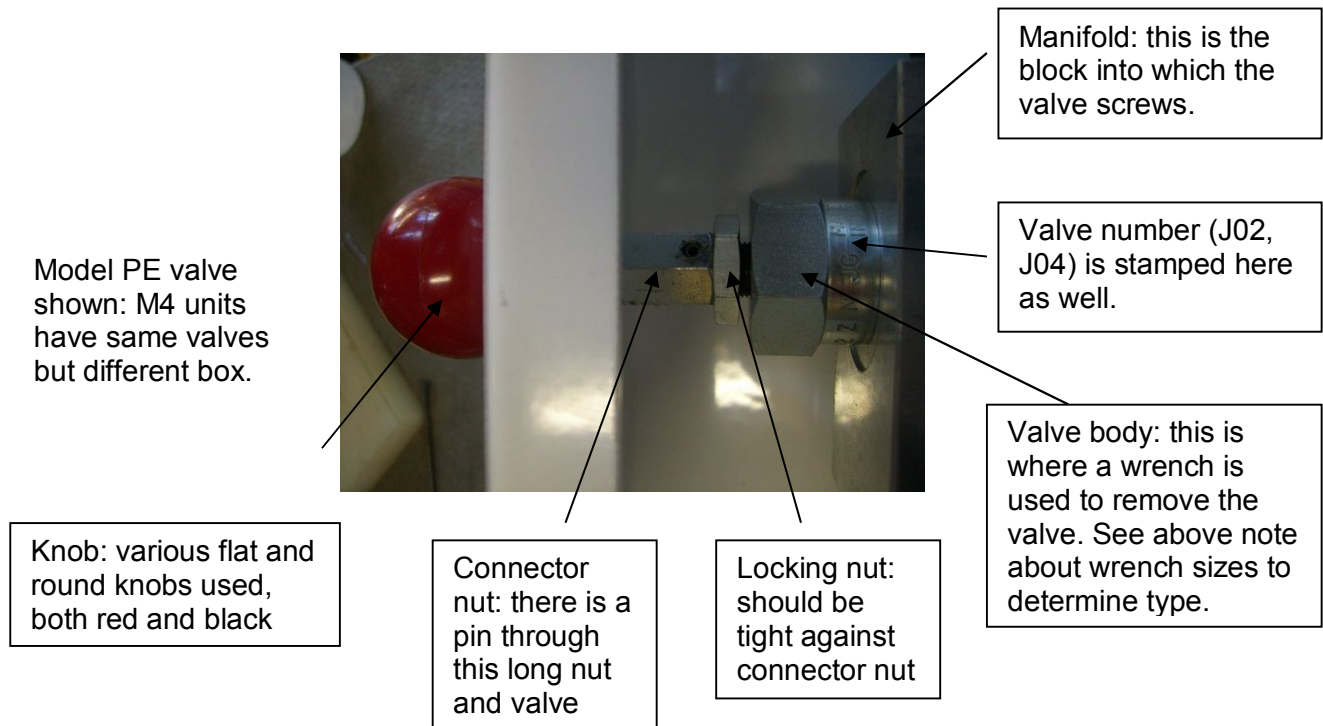 Manifold: this is the
block into which the
valve screws.
Valve number (J02,
J04) is stamped here
as well.
Model PE valve
shown: M4 units
have same valves
but different box.
Valve body: this is
where a wrench is
used to remove the
valve. See above note
about wrench sizes to
determine type.
Knob: various flat and
round knobs used,
both red and black
Connector
nut: there is a
pin through
this long nut
and valve
Locking nut:
should be
tight against
connector nut